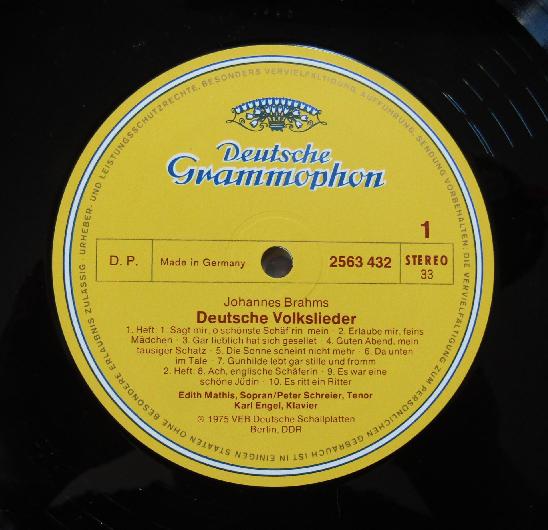 URHEBER- UND LEISTUNGSSCHUTZRECHTE, BESONDERS VERVIELFÄLTIGUNG, AUFFÜHRUNG, SENDUNG VORBEHALTEN; DIE VERVIELFÄLTIGUNG ZUM PERSÖNLICHEN GEBRAUCH IST IN EINIGEN STAATEN OHNE BESONDERE ERLAUBNIS ZULÄSSIG ·
Deutsche
Grammophon
1
D. P. Made in Germany 2563 432 STEREO
33
Johannes Brahms
Deutsche Volkslieder
1. Heft: 1. Sagt mir, o schönste Schäf'rin mein - 2. Erlaube mir, feins
Mädchen - 3. Gar lieblich hat sich gesellet - 4. Guten Abend, mein
tausiger Schatz - 5. Die Sonne scheint nicht mehr - 6. Da unten
im Tale - 7. Gunhilde lebt gar stille und fromm
2. Heft: 8. Ach, englische Schäferin - 9. Es war eine
schöne Jüdin - 10. Es ritt ein Ritter
Edith Mathis, Sopran/Peter Schreier, Tenor
Karl Engel, Klavier
℗ 1975 VEB Deutsche Schallplatten
Berlin, DDR